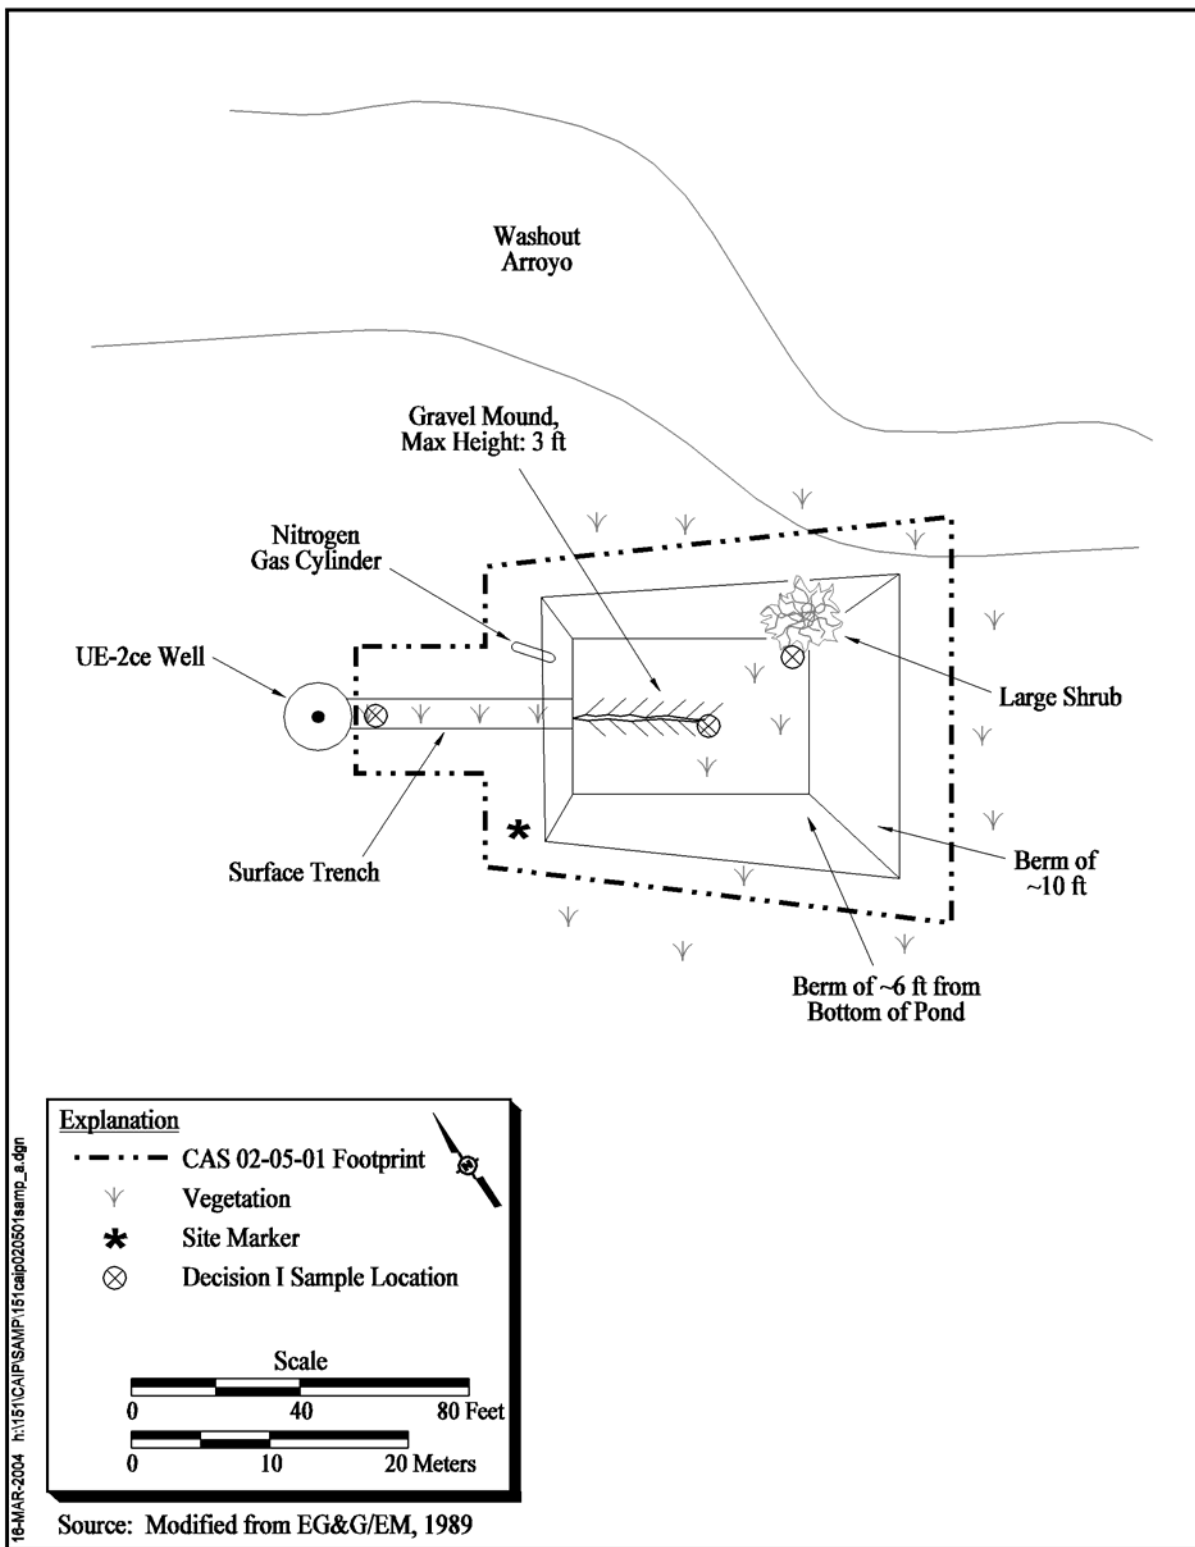 Washout
Arroyo
Gravel Mound,
Max Height: 3 ft
Nitrogen
Gas Cylinder
UE-2ce Well
Large Shrub
Surface Trench
Berm of
~10 ft
Berm of ~6 ft from
Bottom of Pond
Explanation
CAS 02-05-01 Footprint
Vegetation
Site Marker
Decision I Sample Location
N
Scale
0 40 80 Feet
0 10 20 Meters
Source: Modified from EG&G/EM, 1989
16-MAR-2004 h:\151\CAIP\SAMP\151caip020501samp_a.dgn